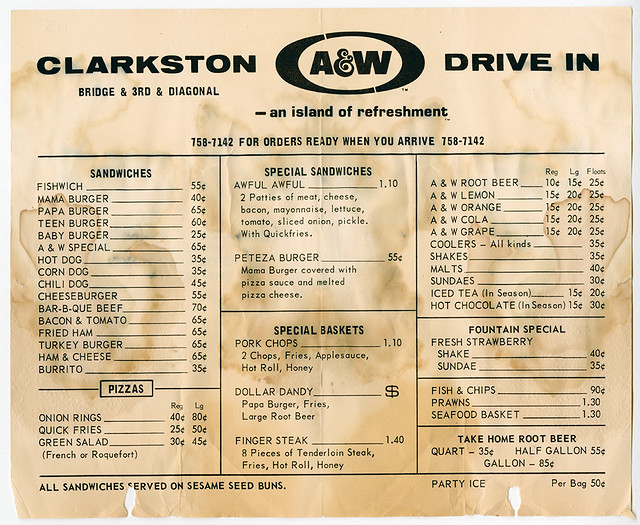 CLARKSTON A&W DRIVE IN
BRIDGE & 3RD & DIAGONAL
— an island of refreshment
758-7142 FOR ORDERS READY WHEN YOU ARRIVE 758-7142
SANDWICHES
FISHWICH 55¢
MAMA BURGER 40¢
PAPA BURGER 65¢
TEEN BURGER 60¢
BABY BURGER 25¢
A & W SPECIAL 65¢
HOT DOG 35¢
CORN DOG 35¢
CHILI DOG 45¢
CHEESEBURGER 55¢
BAR-B-QUE BEEF 70¢
BACON & TOMATO 65¢
FRIED HAM 65¢
TURKEY BURGER 65¢
HAM & CHEESE 65¢
BURRITO 35¢
PIZZAS
Reg Lg
ONION RINGS 40¢ 80¢
QUICK FRIES 25¢ 50¢
GREEN SALAD 30¢ 45¢
(French or Roquefort)
SPECIAL SANDWICHES
AWFUL AWFUL 1.10
2 Patties of meat, cheese,
bacon, mayonnaise, lettuce,
tomato, sliced onion, pickle.
With Quickfries.
PETEZA BURGER 55¢
Mama Burger covered with
pizza sauce and melted
pizza cheese.
SPECIAL BASKETS
PORK CHOPS 1.10
2 Chops, Fries, Applesauce,
Hot Roll, Honey
DOLLAR DANDY $
Papa Burger, Fries,
Large Root Beer
FINGER STEAK 1.40
8 Pieces of Tenderloin Steak,
Fries, Hot Roll, Honey
Reg Lg Floats
A & W ROOT BEER 10¢ 15¢ 25¢
A & W LEMON 15¢ 20¢ 25¢
A & W ORANGE 15¢ 20¢ 25¢
A & W COLA 15¢ 20¢ 25¢
A & W GRAPE 15¢ 20¢ 25¢
COOLERS - All kinds 35¢
SHAKES 35¢
MALTS 40¢
SUNDAES 30¢
ICED TEA (In Season) 15¢ 20¢
HOT CHOCOLATE (In Season) 15¢ 30¢
FOUNTAIN SPECIAL
FRESH STRAWBERRY
SHAKE 40¢
SUNDAE 35¢
FISH & CHIPS 90¢
PRAWNS 1.30
SEAFOOD BASKET 1.30
TAKE HOME ROOT BEER
QUART - 35¢ HALF GALLON 55¢
GALLON - 85¢
ALL SANDWICHES SERVED ON SESAME SEED BUNS.
PARTY ICE Per Bag 50¢